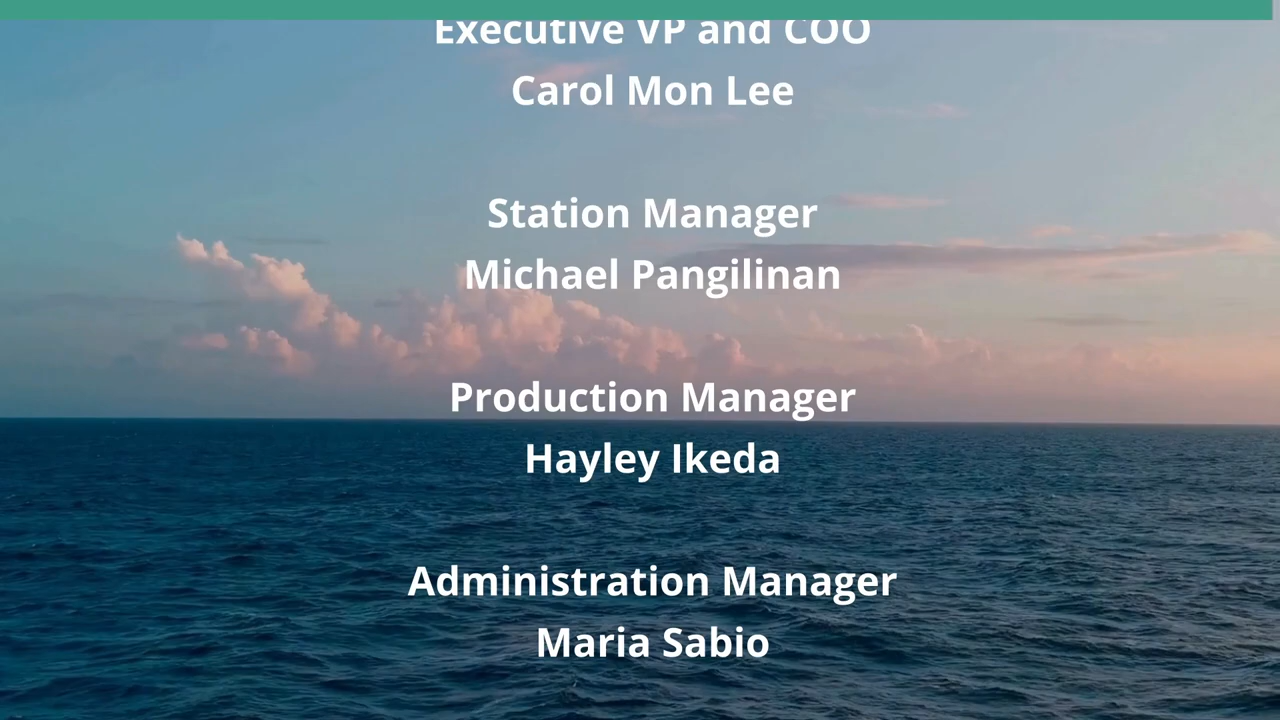 Executive VP and COO
Carol Mon Lee
Station Manager
Michael Pangilinan
Production Manager
Hayley Ikeda
Administration Manager
Maria Sabio